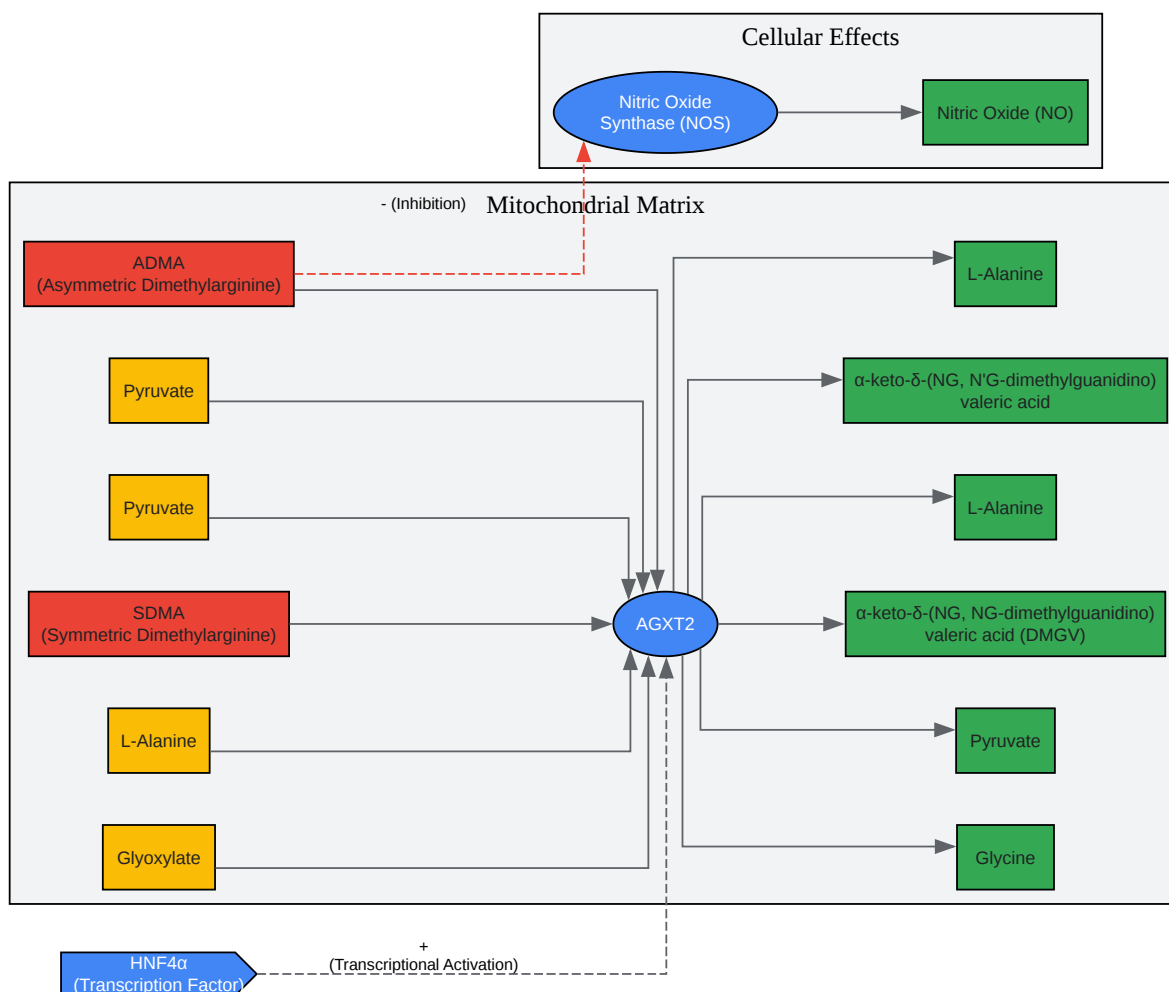 Cellular Effects
Nitric Oxide
Synthase (NOS)
Nitric Oxide (NO)
- (Inhibition)
Mitochondrial Matrix
ADMA
(Asymmetric Dimethylarginine)
L-Alanine
Pyruvate
α-keto-δ-(NG, N'G-dimethylguanidino)
valeric acid
Pyruvate
L-Alanine
SDMA
(Symmetric Dimethylarginine)
AGXT2
α-keto-δ-(NG, NG-dimethylguanidino)
valeric acid (DMGV)
L-Alanine
Pyruvate
Glyoxylate
Glycine
+
(Transcriptional Activation)
HNF4α
(Transcription Factor)